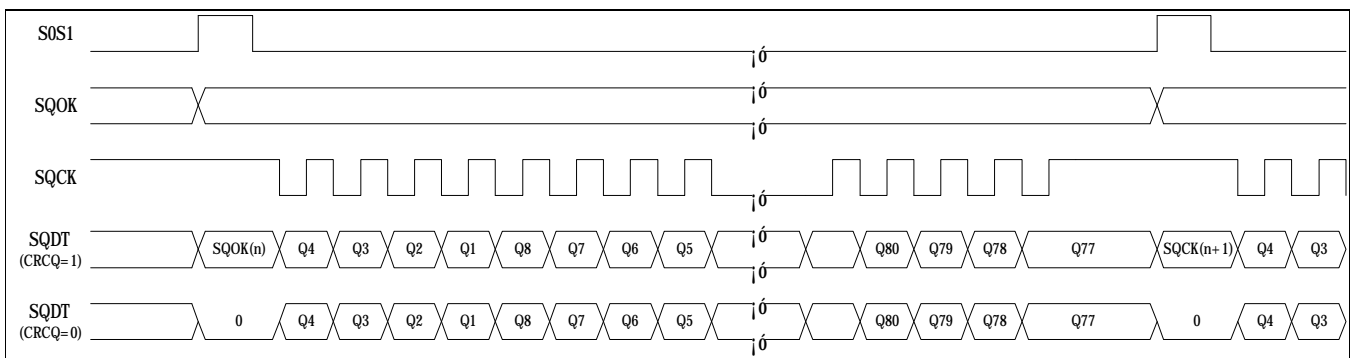 S0S1
¡ó
SQOK
¡ó
¡ó
SQCK
¡ó
SQDT
(CRCQ=1)
SQOK(n) Q4 Q3 Q2 Q1 Q8 Q7 Q6 Q5 ¡ó Q80 Q79 Q78 Q77 SQCK(n+1) Q4 Q3
¡ó
SQDT
(CRCQ=0)
0 Q4 Q3 Q2 Q1 Q8 Q7 Q6 Q5 ¡ó Q80 Q79 Q78 Q77 0 Q4 Q3
¡ó